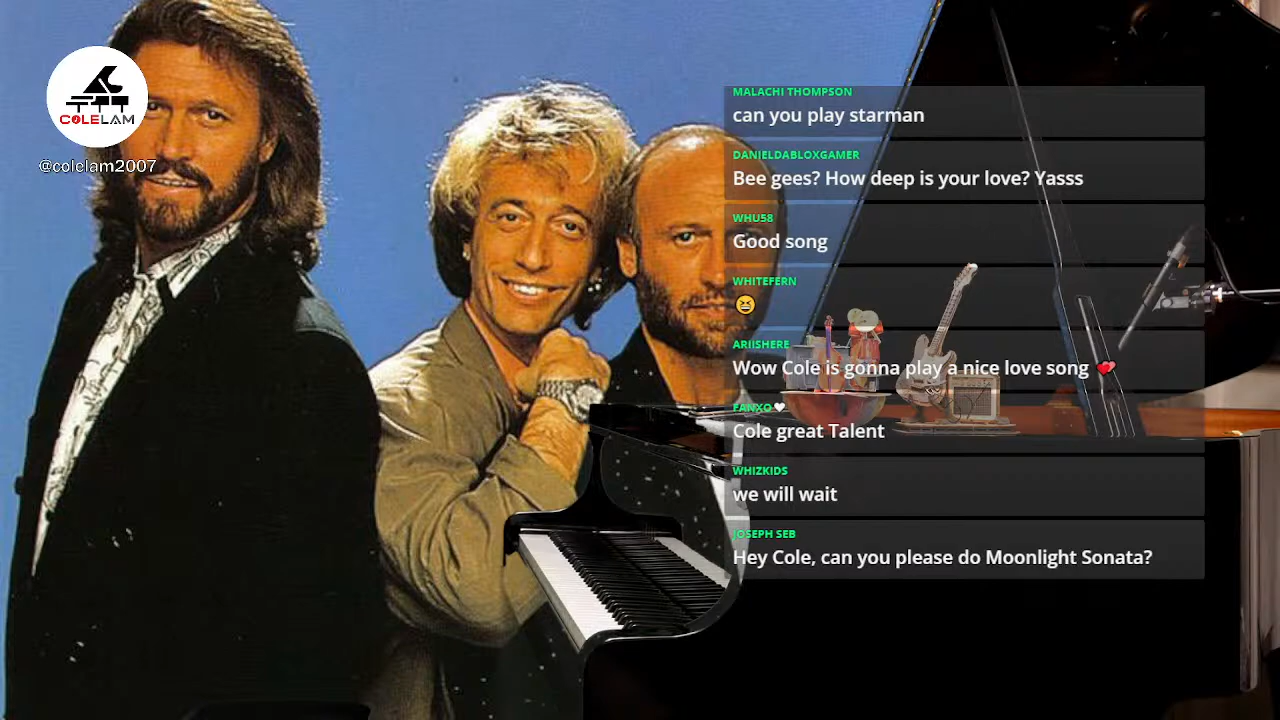 COLELAM
@colelam2007
MALACHI THOMPSON
can you play starman
DANIELDABLOXGAMER
Bee gees? How deep is your love? Yasss
WHU58
Good song
WHITEFERN
😆
ARIISHERE
Wow Cole is gonna play a nice love song 💕
FANXO🤍
Cole great Talent
WHIZKIDS
we will wait
JOSEPH SEB
Hey Cole, can you please do Moonlight Sonata?